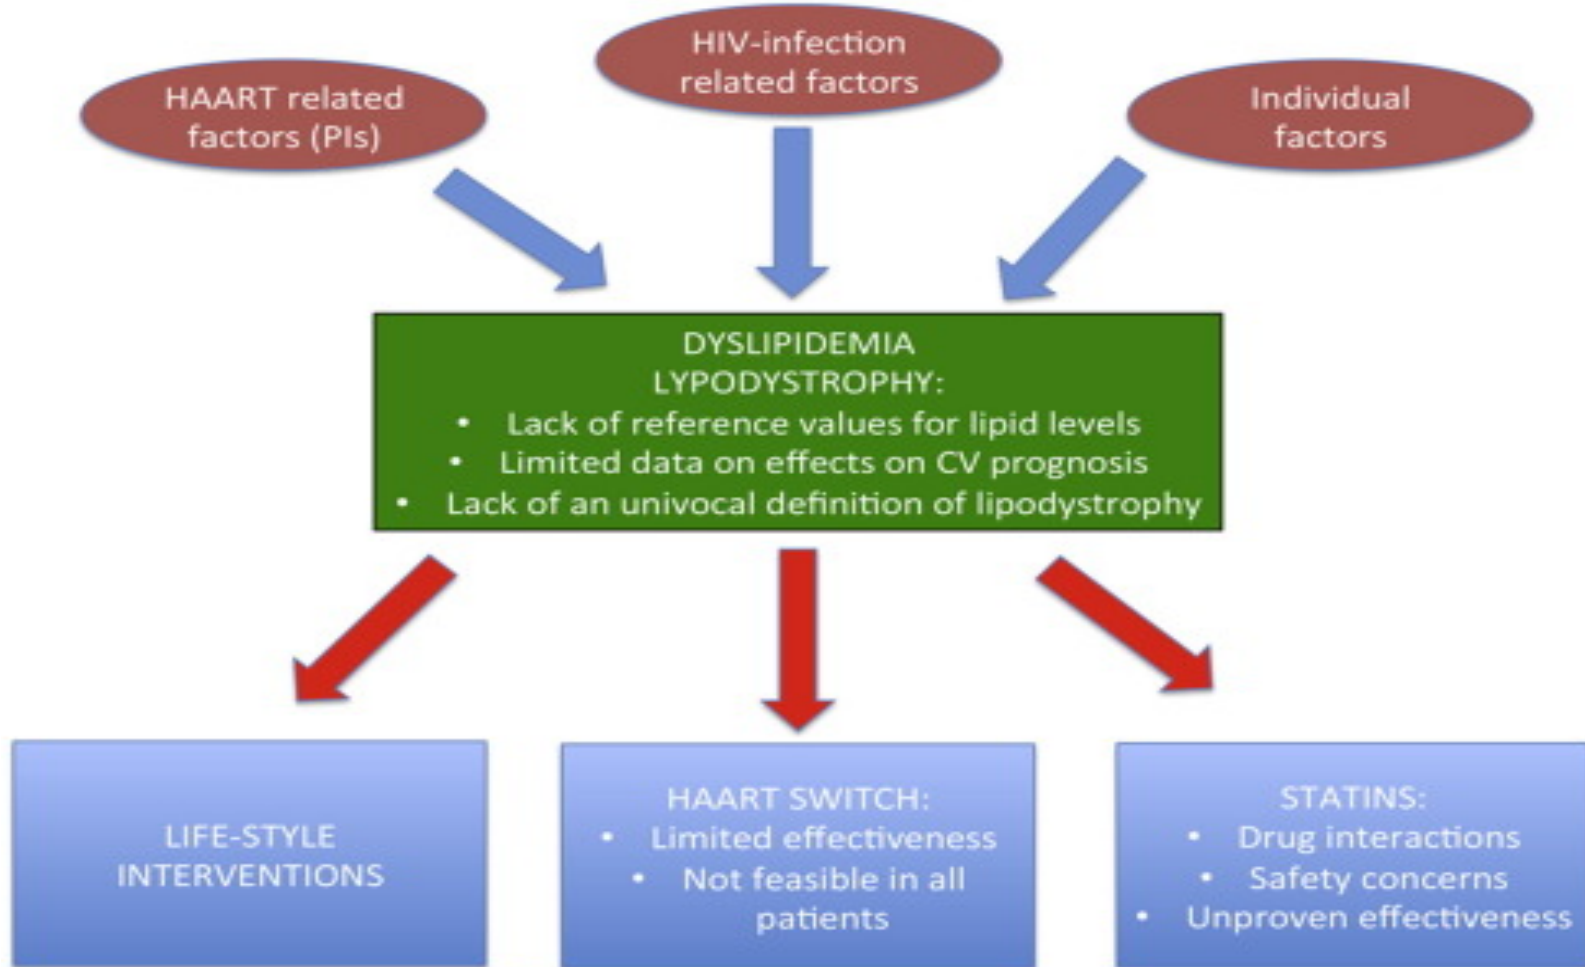 HAART related
factors (PIs)
HIV-infection
related factors
Individual
factors
DYSLIPIDEMIA
LYPODYSTROPHY:
• Lack of reference values for lipid levels
• Limited data on effects on CV prognosis
• Lack of an univocal definition of lipodystrophy
LIFE-STYLE
INTERVENTIONS
HAART SWITCH:
• Limited effectiveness
• Not feasible in all
patients
STATINS:
• Drug interactions
• Safety concerns
• Unproven effectiveness